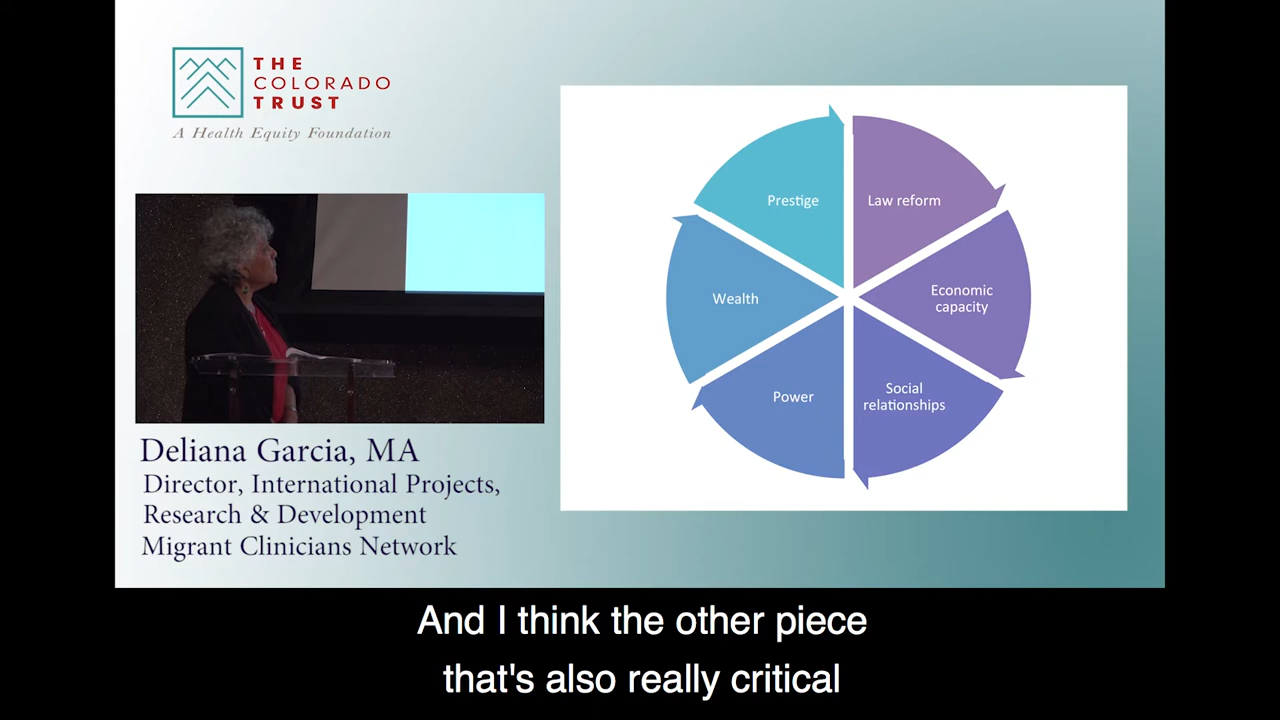 THE
COLORADO
TRUST
A Health Equity Foundation
Prestige
Law reform
Wealth
Economic
capacity
Power
Social
relationships
Deliana Garcia, MA
Director, International Projects,
Research & Development
Migrant Clinicians Network
And I think the other piece
that's also really critical